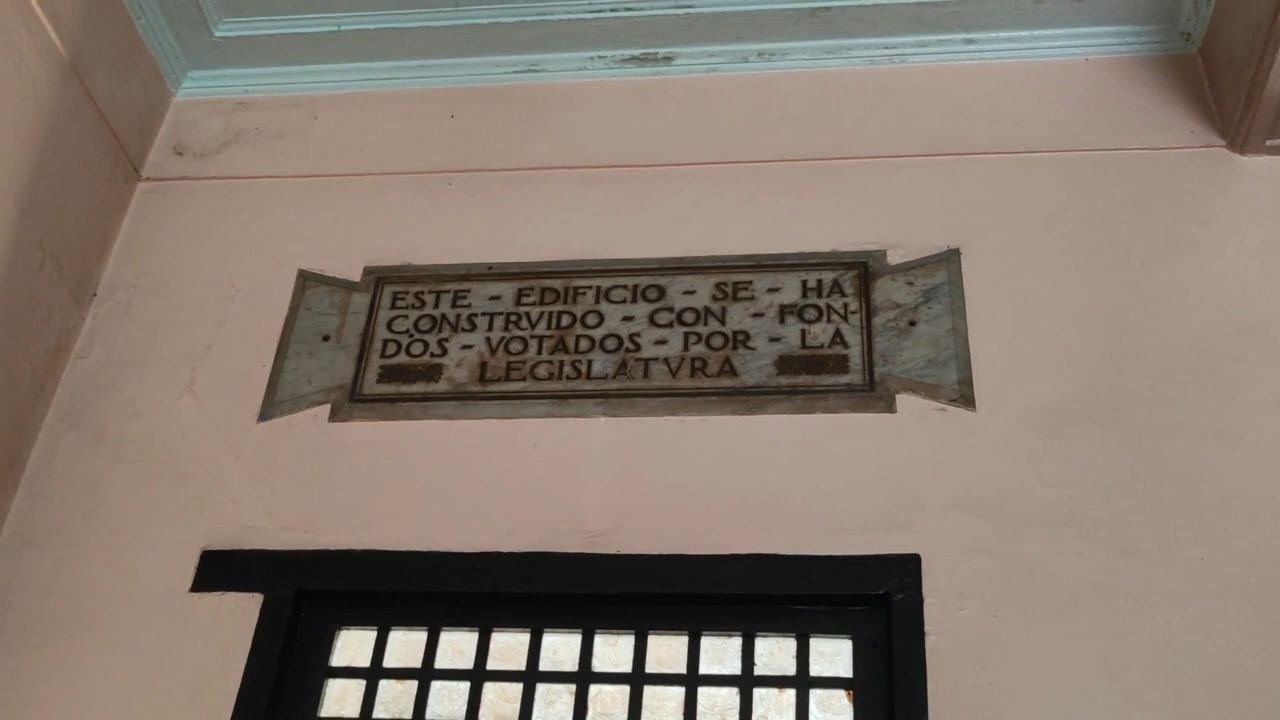 ESTE - EDIFICIO - SE - HA
CONSTRVIDO - CON - FON-
DOS - VOTADOS - POR - LA
LEGISLATVRA